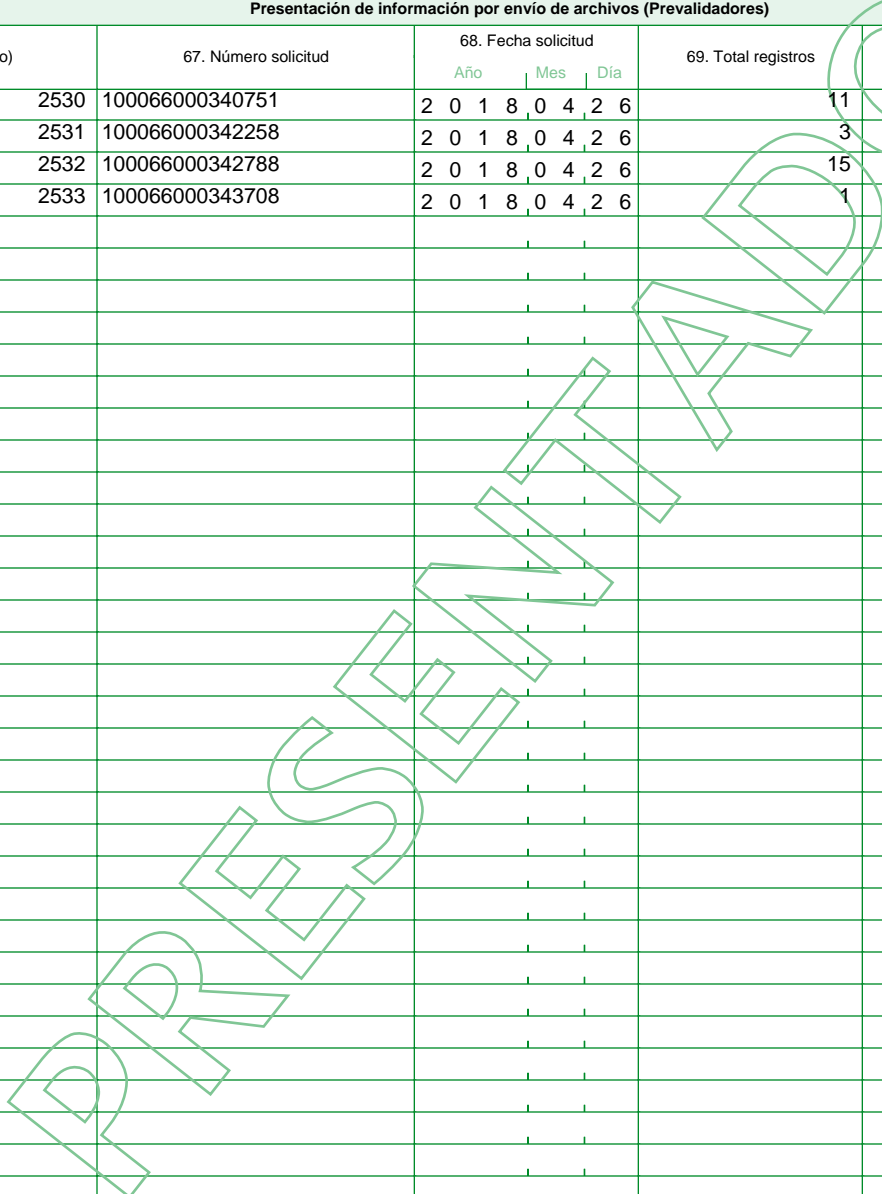 Presentación de información por envío de archivos (Prevalidadores)
o) 67. Número solicitud 68. Fecha solicitud 69. Total registros
Año Mes Día
2530 100066000340751 2 0 1 8 0 4 2 6 11
2531 100066000342258 2 0 1 8 0 4 2 6 3
2532 100066000342788 2 0 1 8 0 4 2 6 15
2533 100066000343708 2 0 1 8 0 4 2 6 1
PRESENTADO